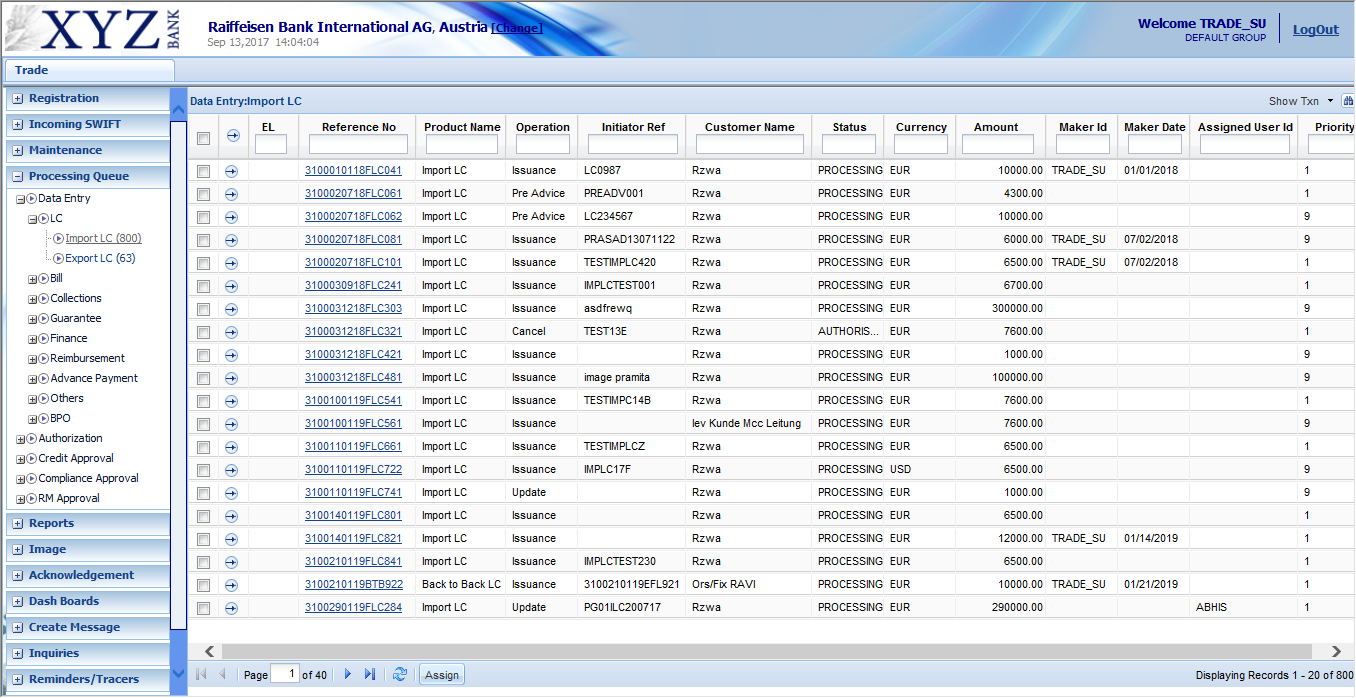 XYZ BANK
Raiffeisen Bank International AG, Austria [Change]
Sep 13,2017 14:04:04
Welcome TRADE_SU
DEFAULT GROUP
LogOut
Trade
Registration
Incoming SWIFT
Maintenance
Processing Queue
Data Entry
LC
Import LC (800)
Export LC (63)
Bill
Collections
Guarantee
Finance
Reimbursement
Advance Payment
Others
BPO
Authorization
Credit Approval
Compliance Approval
RM Approval
Reports
Image
Acknowledgement
Dash Boards
Create Message
Inquiries
Reminders/Tracers
Data Entry:Import LC
Show Txn
EL Reference No Product Name Operation Initiator Ref Customer Name Status Currency Amount Maker Id Maker Date Assigned User Id Priority
3100010118FLC041 Import LC Issuance LC0987 Rzwa PROCESSING EUR 10000.00 TRADE_SU 01/01/2018 1
3100020718FLC061 Import LC Pre Advice PREADV001 Rzwa PROCESSING EUR 4300.00 1
3100020718FLC062 Import LC Pre Advice LC234567 Rzwa PROCESSING EUR 10000.00 9
3100020718FLC081 Import LC Issuance PRASAD13071122 Rzwa PROCESSING EUR 6000.00 TRADE_SU 07/02/2018 9
3100020718FLC101 Import LC Issuance TESTIMPLC420 Rzwa PROCESSING EUR 6500.00 TRADE_SU 07/02/2018 1
3100030918FLC241 Import LC Issuance IMPLCTEST001 Rzwa PROCESSING EUR 6700.00 1
3100031218FLC303 Import LC Issuance asdfrewq Rzwa PROCESSING EUR 300000.00 9
3100031218FLC321 Import LC Cancel TEST13E Rzwa AUTHORIS... EUR 7600.00 1
3100031218FLC421 Import LC Issuance Rzwa PROCESSING EUR 1000.00 9
3100031218FLC481 Import LC Issuance image pramita Rzwa PROCESSING EUR 100000.00 9
3100100119FLC541 Import LC Issuance TESTIMPC14B Rzwa PROCESSING EUR 7600.00 1
3100100119FLC561 Import LC Issuance Iev Kunde Mcc Leitung PROCESSING EUR 7600.00 9
3100110119FLC661 Import LC Issuance TESTIMPLCZ Rzwa PROCESSING EUR 6500.00 1
3100110119FLC722 Import LC Issuance IMPLC17F Rzwa PROCESSING USD 6500.00 9
3100110119FLC741 Import LC Update Rzwa PROCESSING EUR 1000.00 9
3100140119FLC801 Import LC Issuance Rzwa PROCESSING EUR 6500.00 1
3100140119FLC821 Import LC Issuance Rzwa PROCESSING EUR 12000.00 TRADE_SU 01/14/2019 1
3100210119FLC841 Import LC Issuance IMPLCTEST230 Rzwa PROCESSING EUR 6500.00 1
3100210119BTB922 Back to Back LC Issuance 3100210119EFL921 Ors/Fix RAVI PROCESSING EUR 10000.00 TRADE_SU 01/21/2019 1
3100290119FLC284 Import LC Update PG01ILC200717 Rzwa PROCESSING EUR 290000.00 ABHIS 1
Page 1 of 40 Assign Displaying Records 1 - 20 of 800